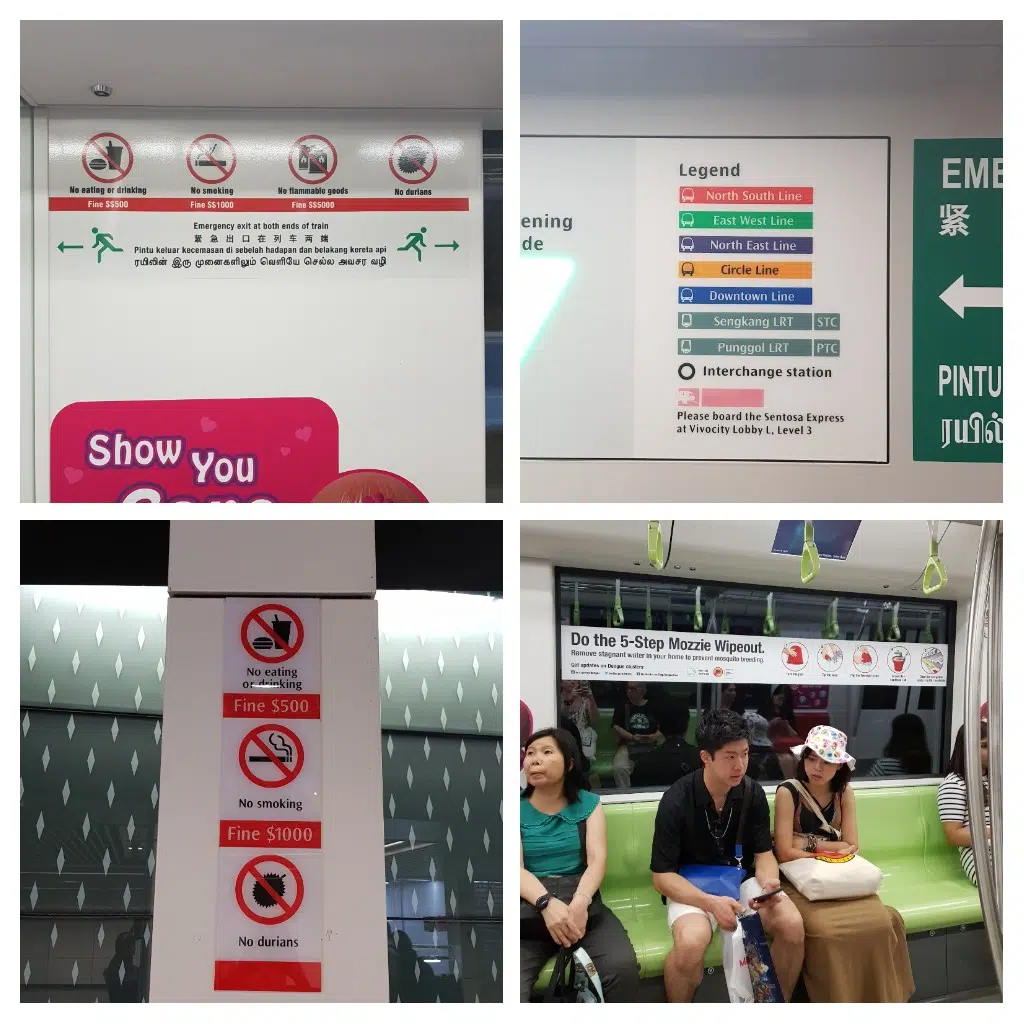 No eating or drinking
No smoking
No flammable goods
No durians
Fine S$500
Fine S$1000
Fine S$5000
Emergency exit at both ends of train
紧急出口在列车两端
Pintu keluar kecemasan di sebelah hadapan dan belakang kereta api
ரயிலின் இரு முனைகளிலும் வெளியே செல்ல அவசர வழி
Show You
ening
de
Legend
North South Line
East West Line
North East Line
Circle Line
Downtown Line
Sengkang LRT STC
Punggol LRT PTC
Interchange station
Please board the Sentosa Express
at Vivocity Lobby L, Level 3
EME
紧
PINTU
ரயில்
No eating
or drinking
Fine $500
No smoking
Fine $1000
No durians
Do the 5-Step Mozzie Wipeout.
Remove stagnant water in your home to prevent mosquito breeding.
Get updates on Dengue clusters